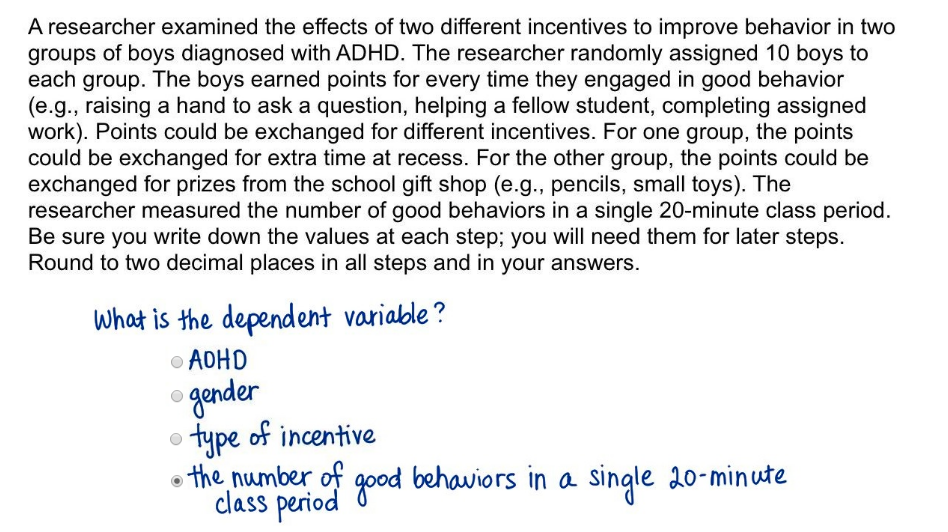 A researcher examined the effects of two different incentives to improve behavior in two
groups of boys diagnosed with ADHD. The researcher randomly assigned 10 boys to
each group. The boys earned points for every time they engaged in good behavior
(e.g., raising a hand to ask a question, helping a fellow student, completing assigned
work). Points could be exchanged for different incentives. For one group, the points
could be exchanged for extra time at recess. For the other group, the points could be
exchanged for prizes from the school gift shop (e.g., pencils, small toys). The
researcher measured the number of good behaviors in a single 20-minute class period.
Be sure you write down the values at each step; you will need them for later steps.
Round to two decimal places in all steps and in your answers.
What is the dependent variable?
ADHD
gender
type of incentive
the number of good behaviors in a single 20-minute
class period